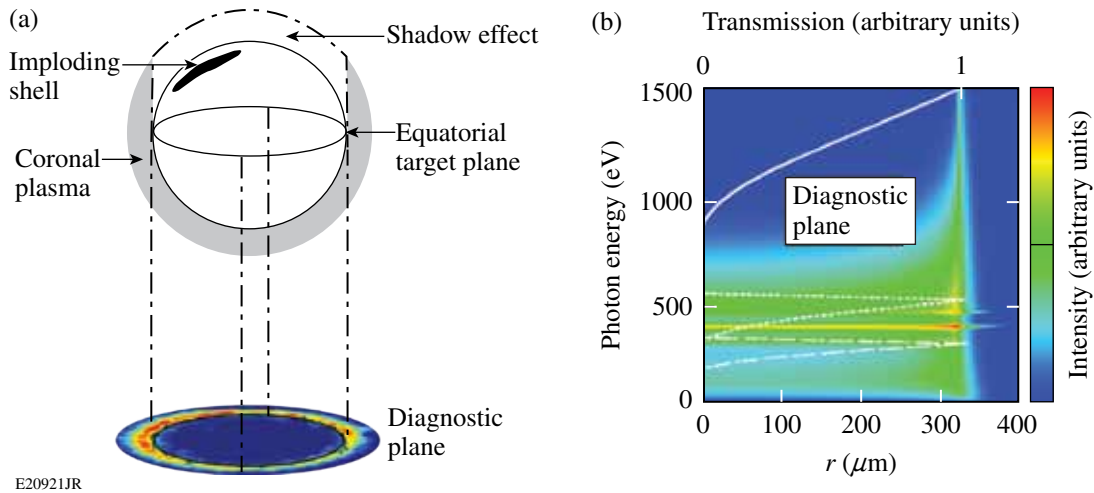 (a)
Shadow effect
Imploding
shell
Equatorial
target plane
Coronal
plasma
Diagnostic
plane
E20921JR
(b)
Transmission (arbitrary units)
0 1
1500
1000
500
0
Photon energy (eV)
Diagnostic
plane
0 100 200 300 400
r (μm)
Intensity (arbitrary units)